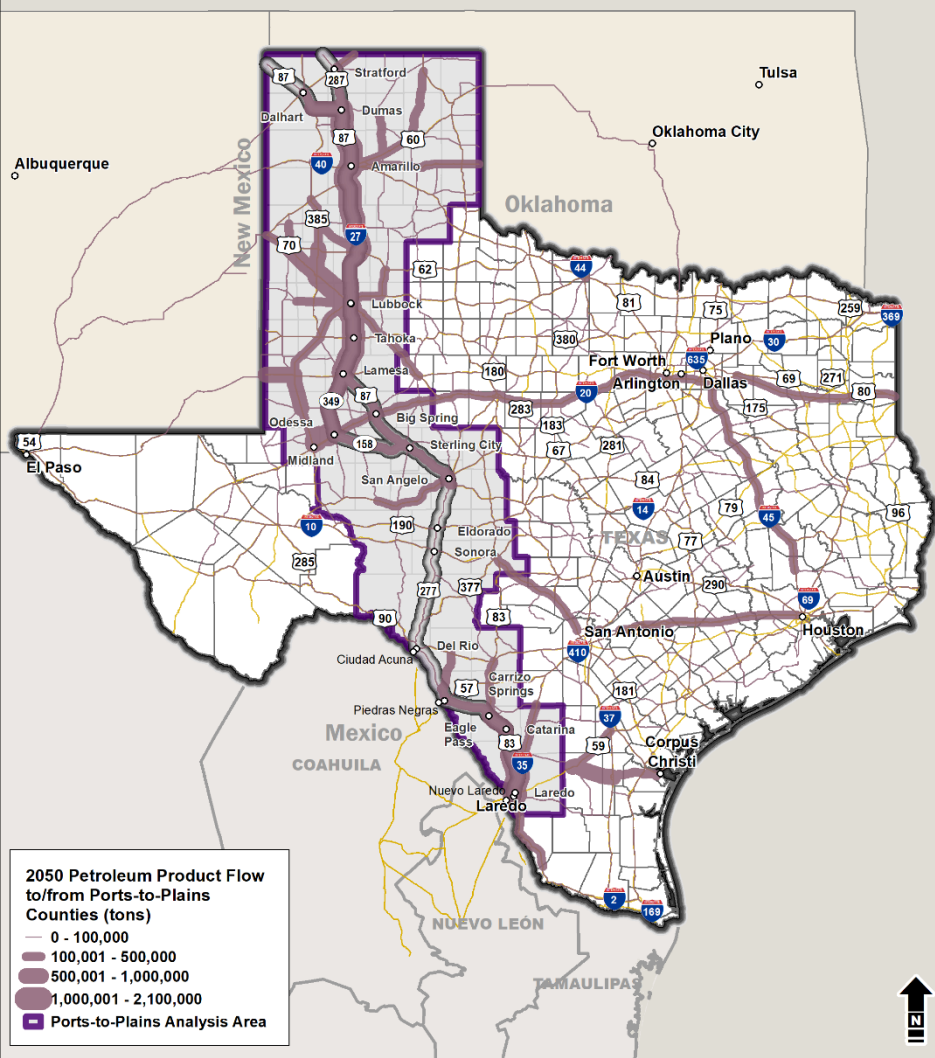 Tulsa
87
287
Stratford
Dalhart
Dumas
87
60
Oklahoma City
Albuquerque
40
Amarillo
New Mexico
Oklahoma
385
27
70
62
44
Lubbock
81
75
259
369
Tahoka
380
Plano
30
Fort Worth
635
Lamesa
180
Arlington
Dallas
69
271
20
80
87
349
283
175
Odessa
Big Spring
183
54
158
Sterling City
67
281
El Paso
Midland
San Angelo
84
14
79
45
96
10
190
Eldorado
TEXAS
77
Sonora
285
Austin
290
277
377
69
90
83
San Antonio
Houston
Del Rio
410
Ciudad Acuna
Carrizo
Springs
57
181
Piedras Negras
37
Mexico
Eagle
Pass
Catarina
83
59
Corpus
Christi
COAHUILA
35
Nuevo Laredo
Laredo
Laredo
2050 Petroleum Product Flow
to/from Ports-to-Plains
Counties (tons)
0 - 100,000
100,001 - 500,000
500,001 - 1,000,000
1,000,001 - 2,100,000
Ports-to-Plains Analysis Area
2
169
NUEVO LEÓN
TAMAULIPAS
N